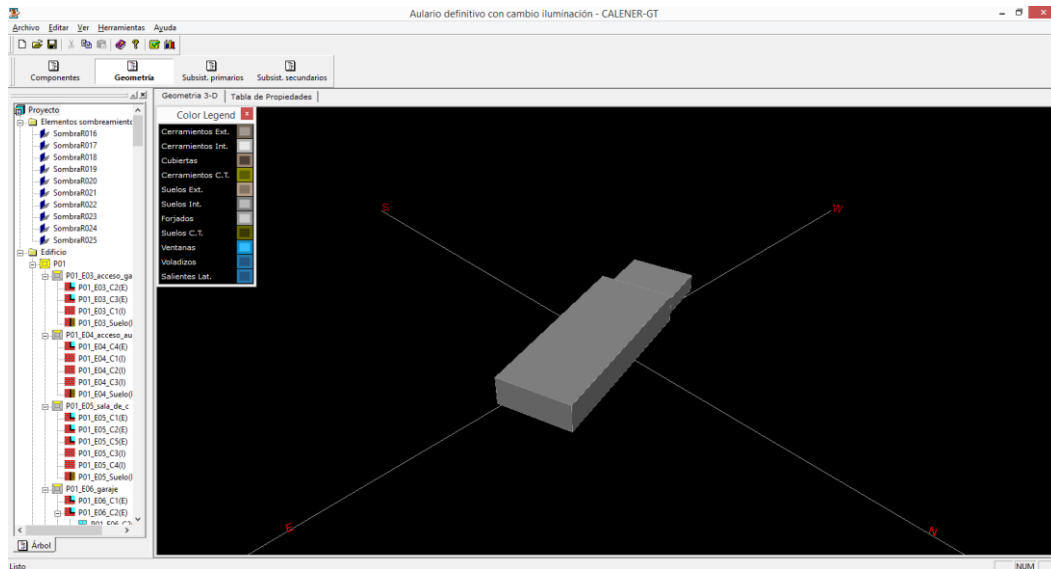 Aulario definitivo con cambio iluminación - CALENER-GT
Archivo Editar Ver Herramientas Ayuda
Componentes Geometría Subsist. primarios Subsist. secundarios
Geometria 3-D Tabla de Propiedades
Proyecto
Elementos sombreamiento
SombraR016
SombraR017
SombraR018
SombraR019
SombraR020
SombraR021
SombraR022
SombraR023
SombraR024
SombraR025
Edificio
P01
P01_E03_acceso_ga
P01_E03_C2(E)
P01_E03_C3(E)
P01_E03_C1(I)
P01_E03_Suelo(I
P01_E04_acceso_au
P01_E04_C4(E)
P01_E04_C1(I)
P01_E04_C2(I)
P01_E04_C3(I)
P01_E04_Suelo(I
P01_E05_sala_de_c
P01_E05_C1(E)
P01_E05_C2(E)
P01_E05_C5(E)
P01_E05_C3(I)
P01_E05_C4(I)
P01_E05_Suelo(I
P01_E06_garaje
P01_E06_C1(E)
P01_E06_C2(E)
Árbol
Color Legend
Cerramientos Ext.
Cerramientos Int.
Cubiertas
Cerramientos C.T.
Suelos Ext.
Suelos Int.
Forjados
Suelos C.T.
Ventanas
Voladizos
Salientes Lat.
S
W
E
N
Listo
NUM